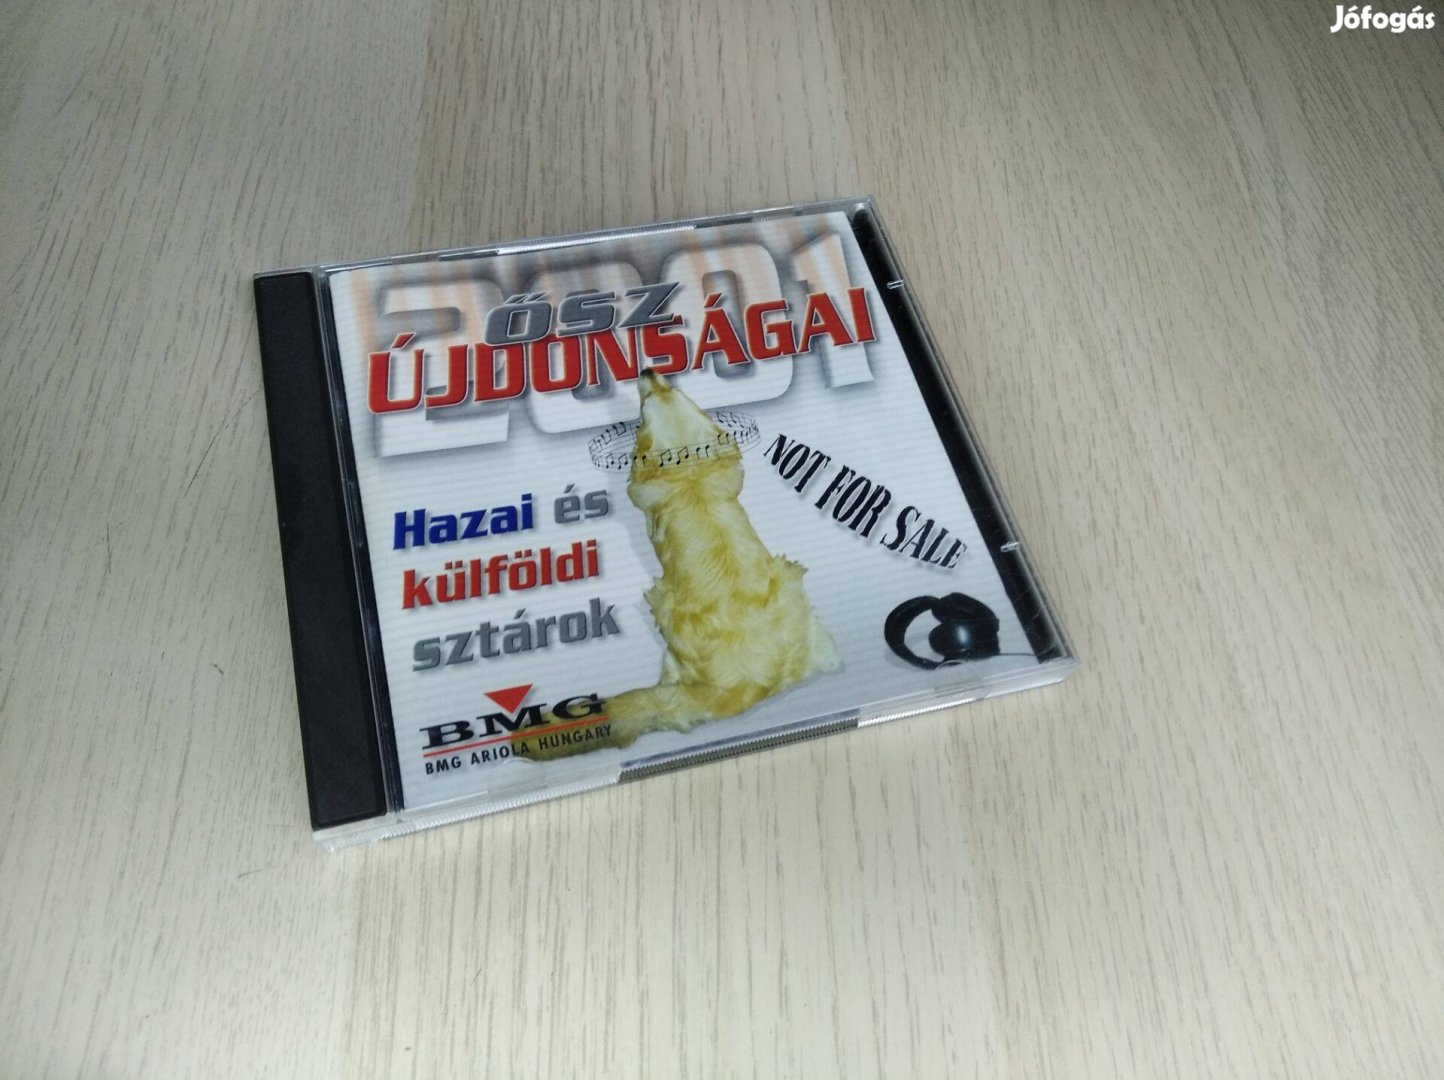 Jófogás
2001
ŐSZ
ÚJDONSÁGAI
NOT FOR SALE
Hazai és
külföldi
sztárok
BMG
BMG ARIOLA HUNGARY